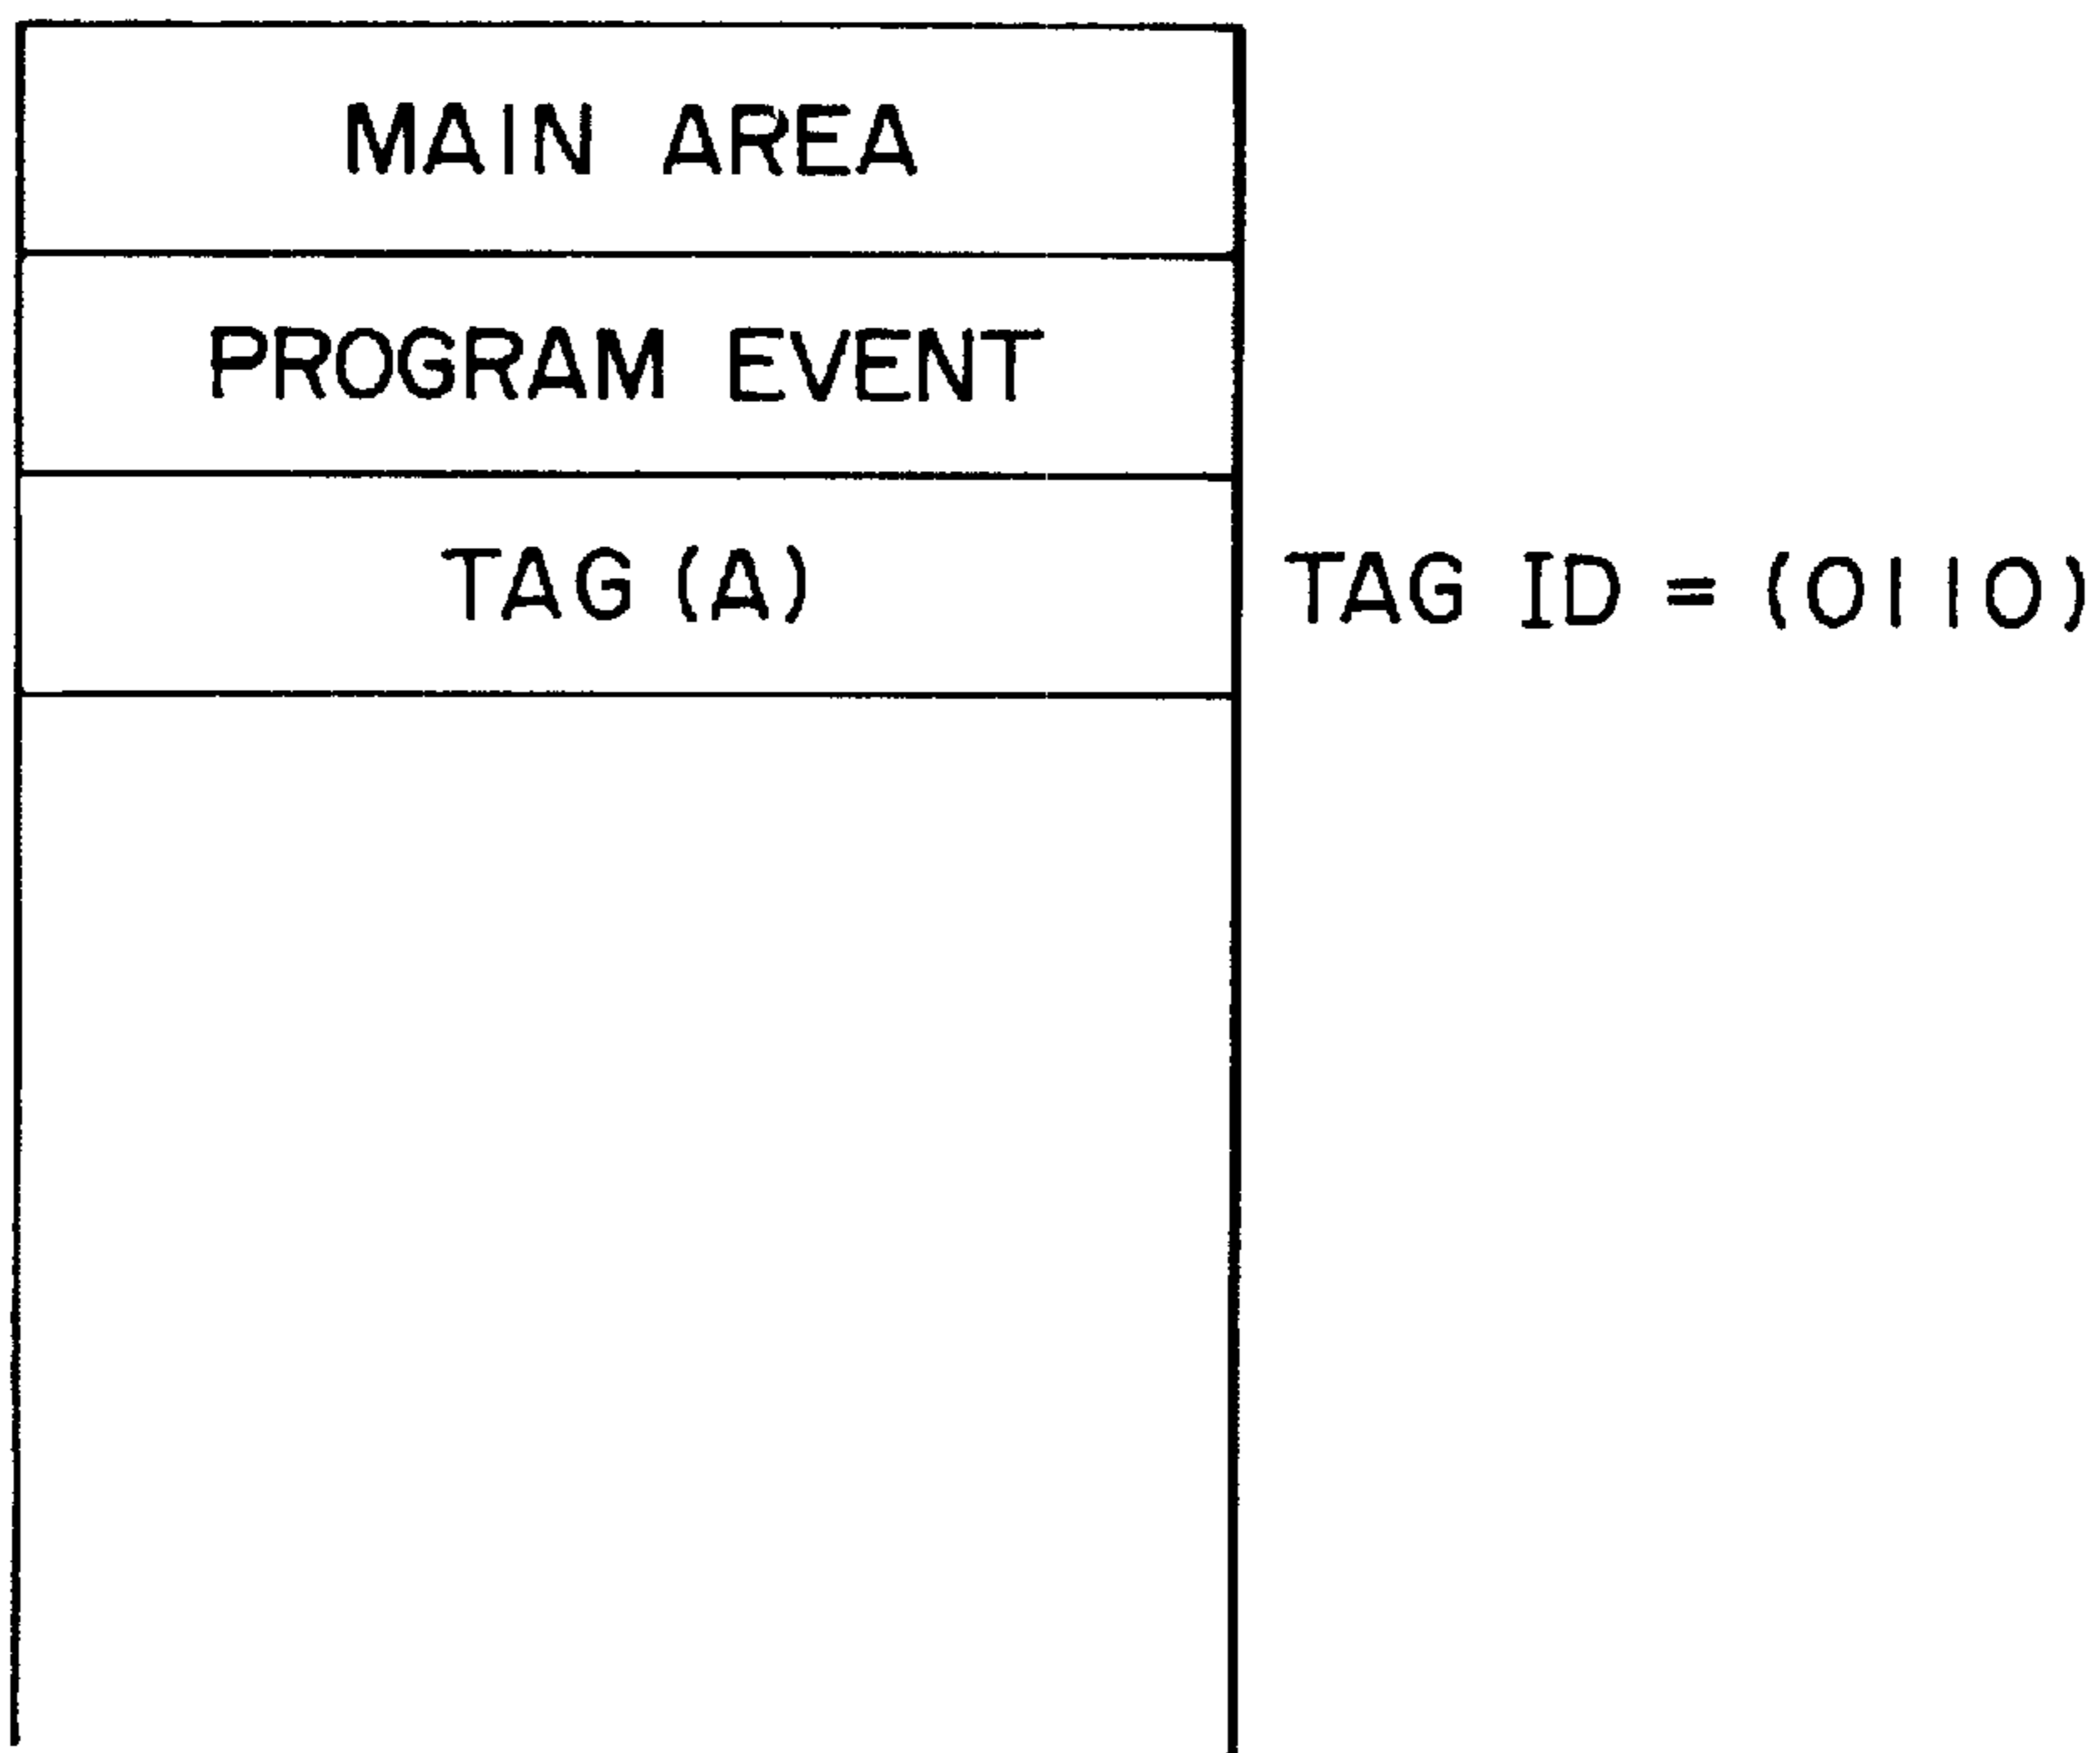 MAIN AREA
PROGRAM EVENT
TAG (A)
TAG ID = (0110)